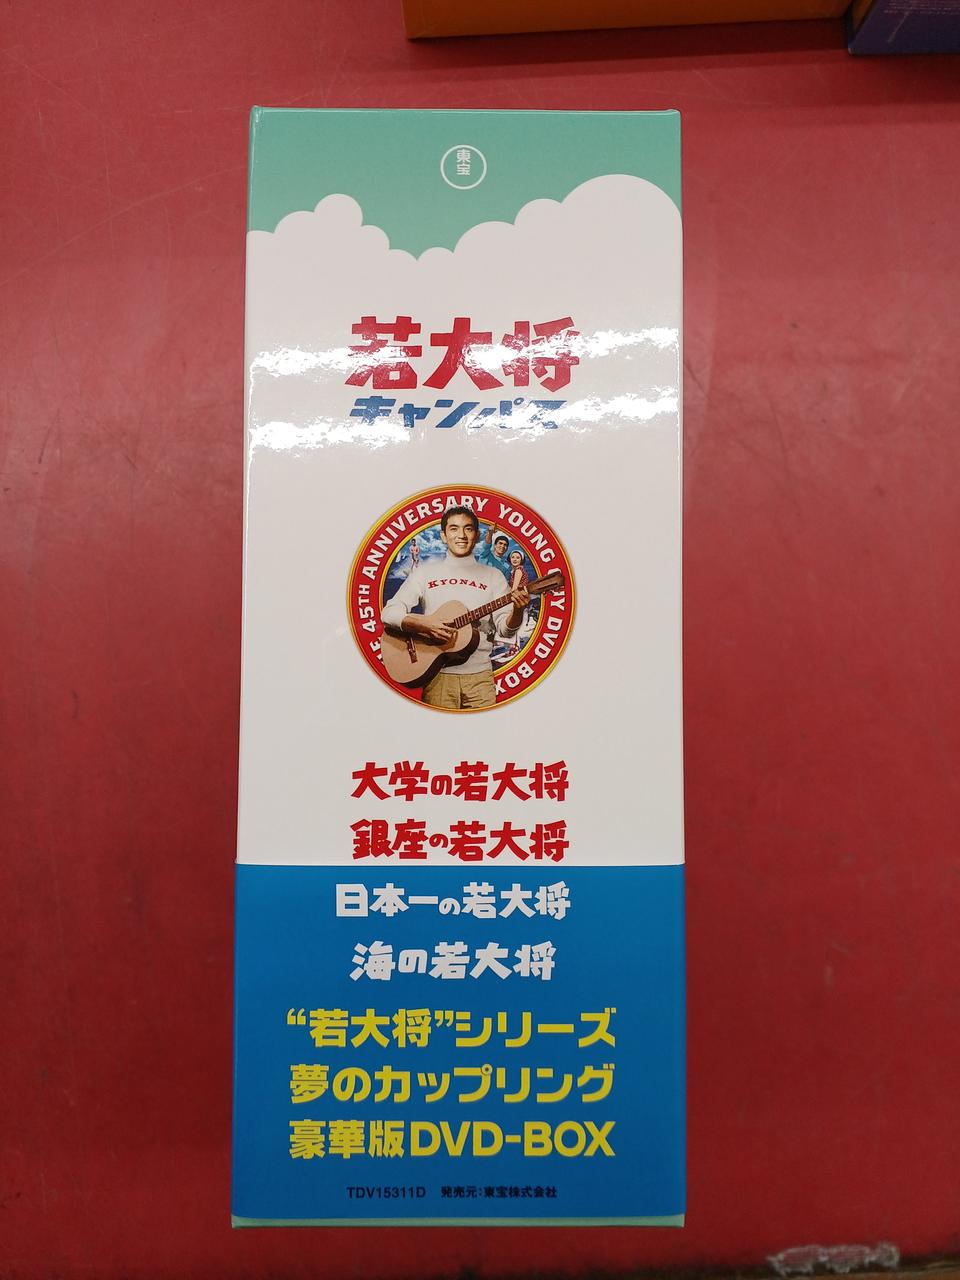 東宝
若大将
キャンパス
45TH ANNIVERSARY YOUNG GUY DVD-BOX
KYONAN
大学の若大将
銀座の若大将
日本一の若大将
海の若大将
“若大将”シリーズ
夢のカップリング
豪華版DVD-BOX
TDV15311D 発売元:東宝株式会社